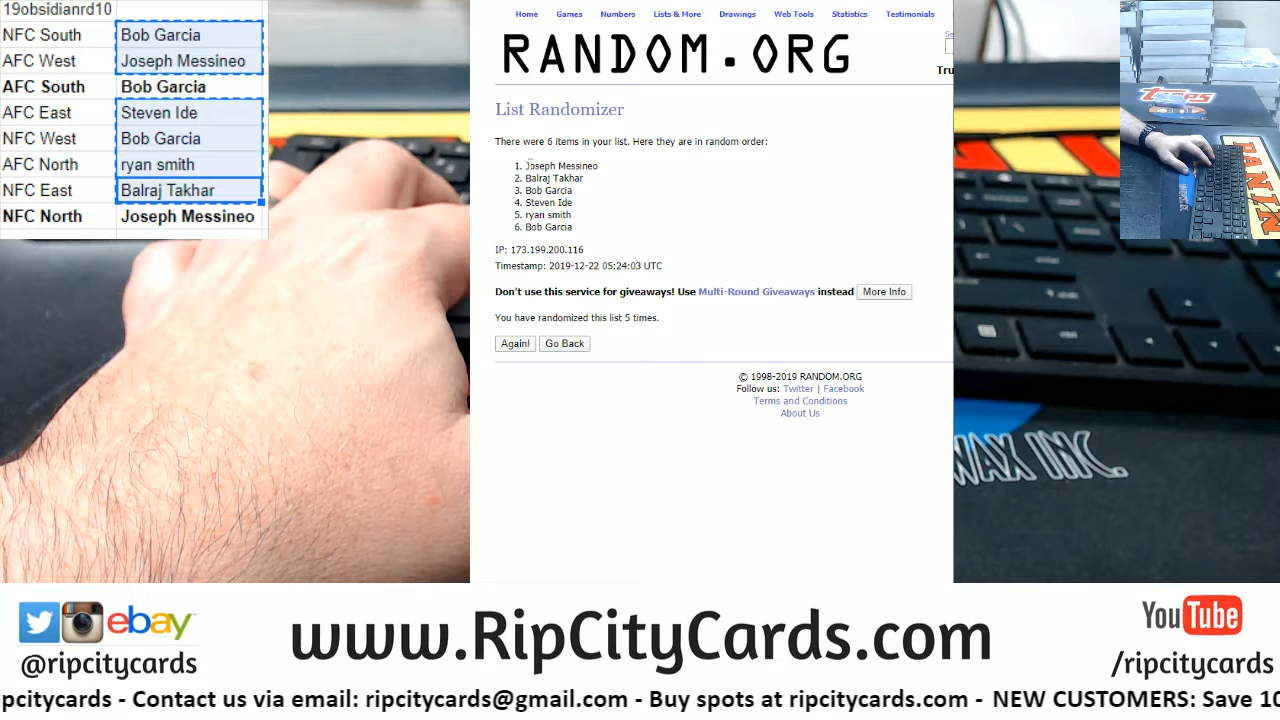 19obsidianrd10
NFC South Bob Garcia
AFC West Joseph Messineo
AFC South Bob Garcia
AFC East Steven Ide
NFC West Bob Garcia
AFC North ryan smith
NFC East Balraj Takhar
NFC North Joseph Messineo
Home Games Numbers Lists & More Drawings Web Tools Statistics Testimonials
RANDOM.ORG
List Randomizer
There were 6 items in your list. Here they are in random order:
1. Joseph Messineo
2. Balraj Takhar
3. Bob Garcia
4. Steven Ide
5. ryan smith
6. Bob Garcia
IP: 173.199.200.116
Timestamp: 2019-12-22 05:24:03 UTC
Don't use this service for giveaways! Use Multi-Round Giveaways instead More Info
You have randomized this list 5 times.
Again! Go Back
© 1998-2019 RANDOM.ORG
Follow us: Twitter | Facebook
Terms and Conditions
About Us
WAX INC.
Topps
PANIN
ebay
@ripcitycards
www.RipCityCards.com
YouTube
/ripcitycards
ipcitycards - Contact us via email: ripcitycards@gmail.com - Buy spots at ripcitycards.com - NEW CUSTOMERS: Save 10